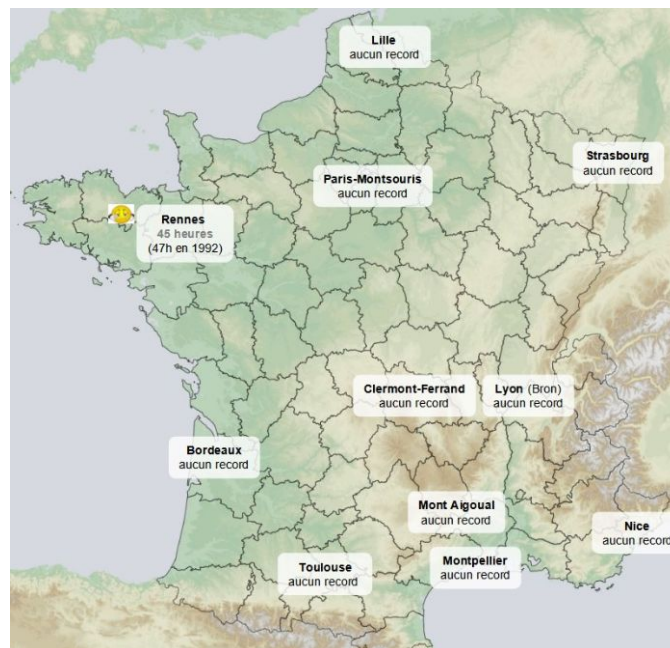 Lille
aucun record
Strasbourg
aucun record
Paris-Montsouris
aucun record
Rennes
45 heures
(47h en 1992)
Clermont-Ferrand
aucun record
Lyon (Bron)
aucun record
Bordeaux
aucun record
Mont Aigoual
aucun record
Nice
aucun record
Montpellier
aucun record
Toulouse
aucun record